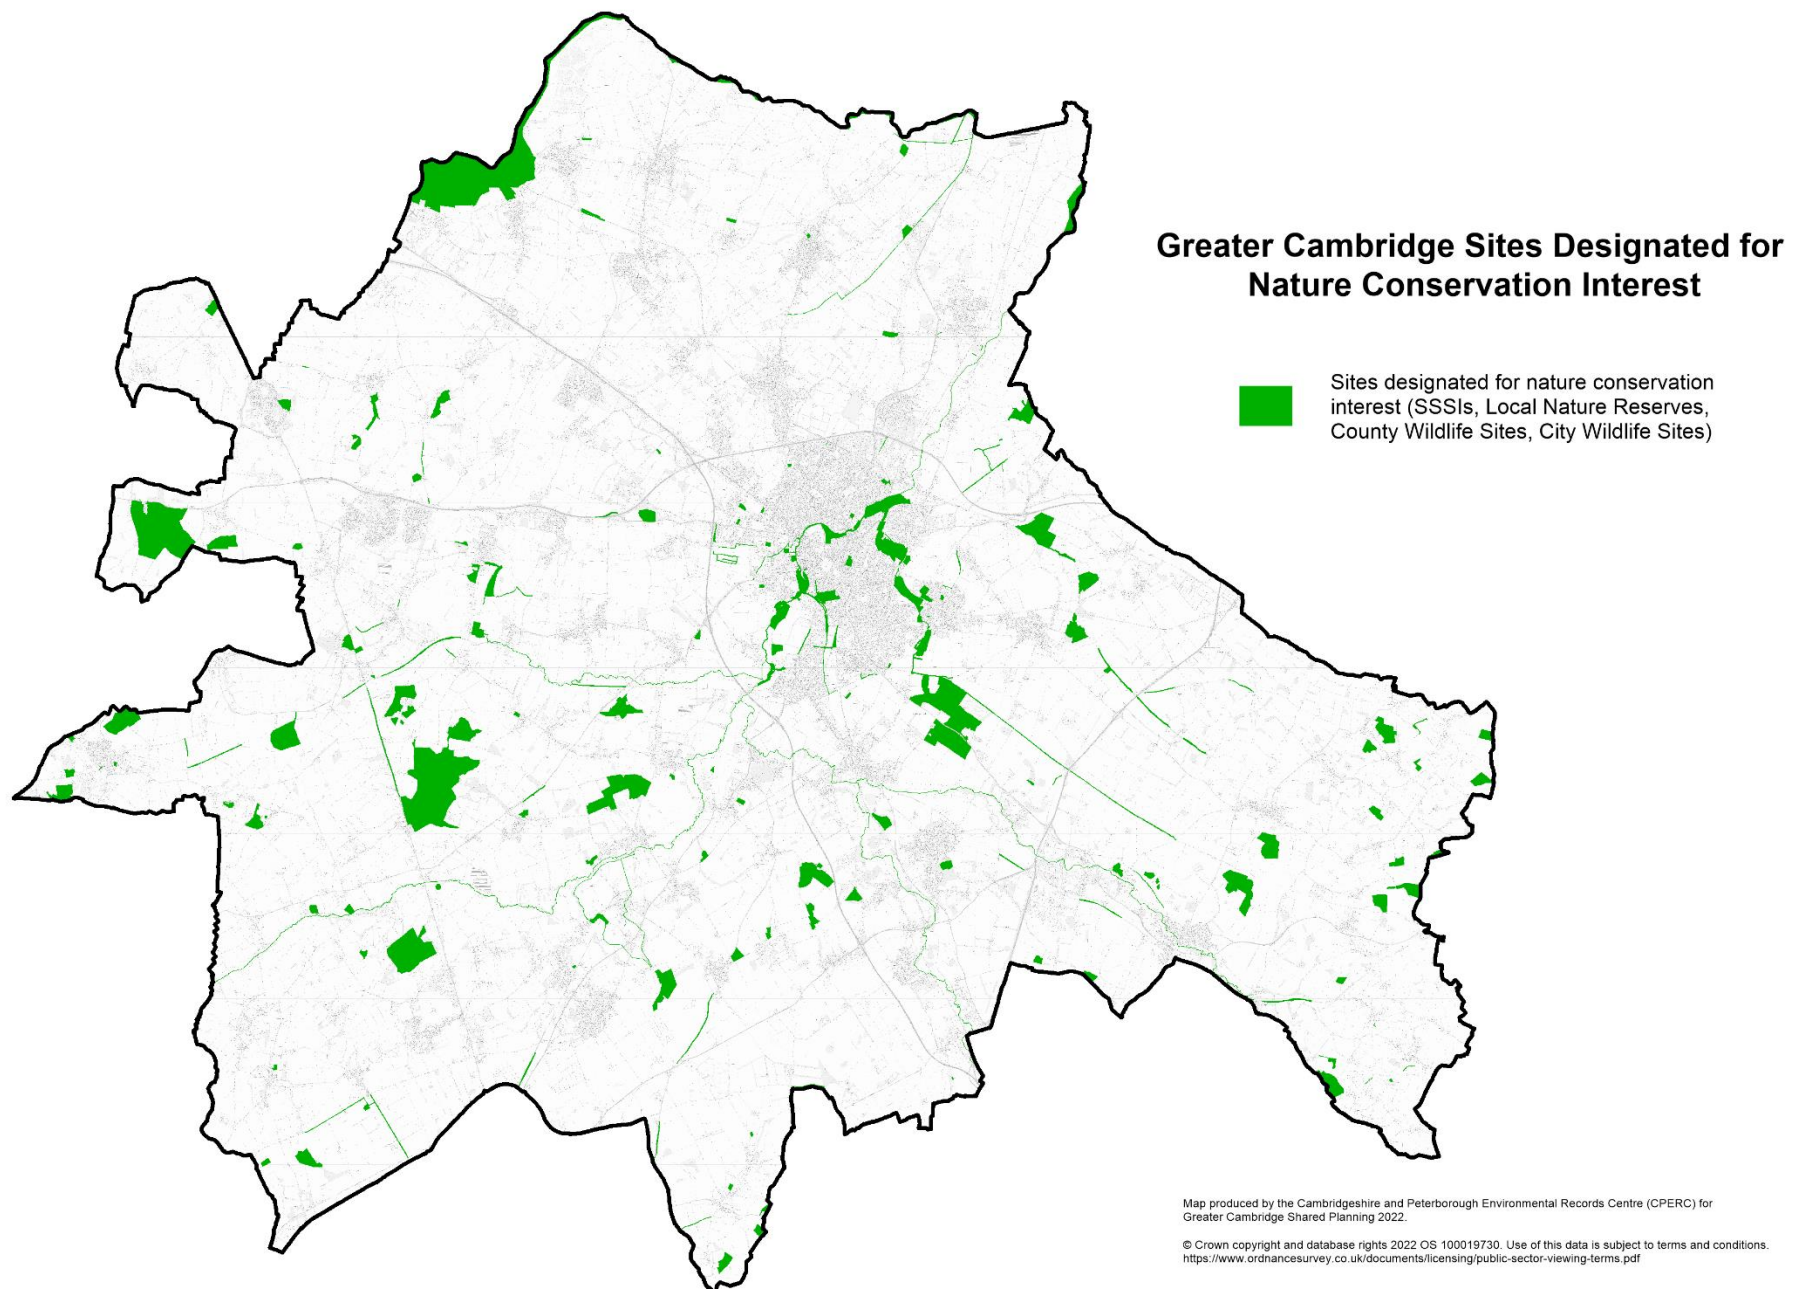 Greater Cambridge Sites Designated for
Nature Conservation Interest
Sites designated for nature conservation
interest (SSSIs, Local Nature Reserves,
County Wildlife Sites, City Wildlife Sites)
Map produced by the Cambridgeshire and Peterborough Environmental Records Centre (CPERC) for
Greater Cambridge Shared Planning 2022.
© Crown copyright and database rights 2022 OS 100019730. Use of this data is subject to terms and conditions.
https://www.ordnancesurvey.co.uk/documents/licensing/public-sector-viewing-terms.pdf